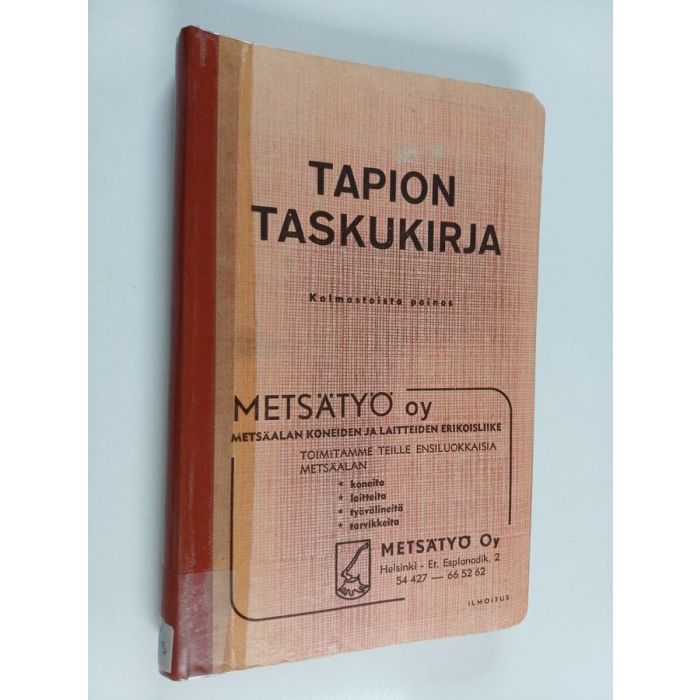 TAPION
TASKUKIRJA
Kolmastoista painos
METSÄTYÖ oy
METSÄALAN KONEIDEN JA LAITTEIDEN ERIKOISLIIKE
TOIMITAMME TEILLE ENSILUOKKAISIA
METSÄALAN
* koneita
* laitteita
* työvälineitä
* tarvikkeita
METSÄTYÖ Oy
Helsinki - Et. Esplanadik. 2
54 427 — 66 52 62
ILMOITUS